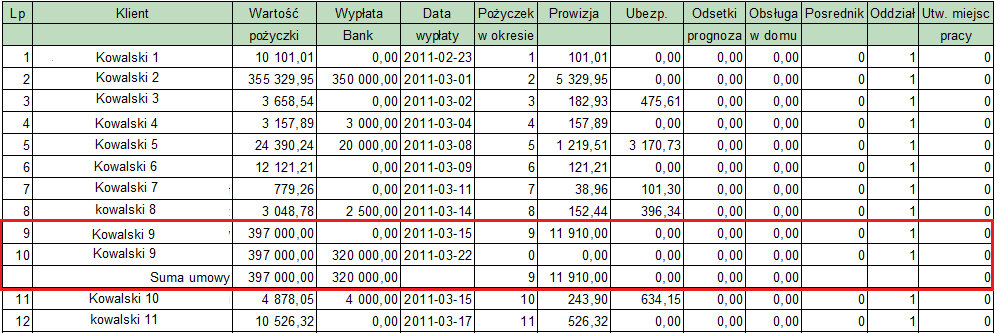 Lp Klient Wartość Wypłata Data Pożyczek Prowizja Ubezp. Odsetki Obsługa Posrednik Oddział Utw. miejsc
pożyczki Bank wypłaty w okresie prognoza w domu pracy
1 Kowalski 1 10 101,01 0,00 2011-02-23 1 101,01 0,00 0,00 0,00 0 1 0
2 Kowalski 2 355 329,95 350 000,00 2011-03-01 2 5 329,95 0,00 0,00 0,00 0 1 0
3 Kowalski 3 3 658,54 0,00 2011-03-02 3 182,93 475,61 0,00 0,00 0 1 0
4 Kowalski 4 3 157,89 3 000,00 2011-03-04 4 157,89 0,00 0,00 0,00 0 1 0
5 Kowalski 5 24 390,24 20 000,00 2011-03-08 5 1 219,51 3 170,73 0,00 0,00 0 1 0
6 Kowalski 6 12 121,21 0,00 2011-03-09 6 121,21 0,00 0,00 0,00 0 1 0
7 Kowalski 7 779,26 0,00 2011-03-11 7 38,96 101,30 0,00 0,00 0 1 0
8 kowalski 8 3 048,78 2 500,00 2011-03-14 8 152,44 396,34 0,00 0,00 0 1 0
9 Kowalski 9 397 000,00 0,00 2011-03-15 9 11 910,00 0,00 0,00 0,00 0 1 0
10 Kowalski 9 397 000,00 320 000,00 2011-03-22 0 0,00 0,00 0,00 0,00 0 1 0
Suma umowy 397 000,00 320 000,00 9 11 910,00 0,00 0,00 0,00 0
11 Kowalski 10 4 878,05 4 000,00 2011-03-15 10 243,90 634,15 0,00 0,00 0 1 0
12 kowalski 11 10 526,32 0,00 2011-03-17 11 526,32 0,00 0,00 0,00 0 1 0